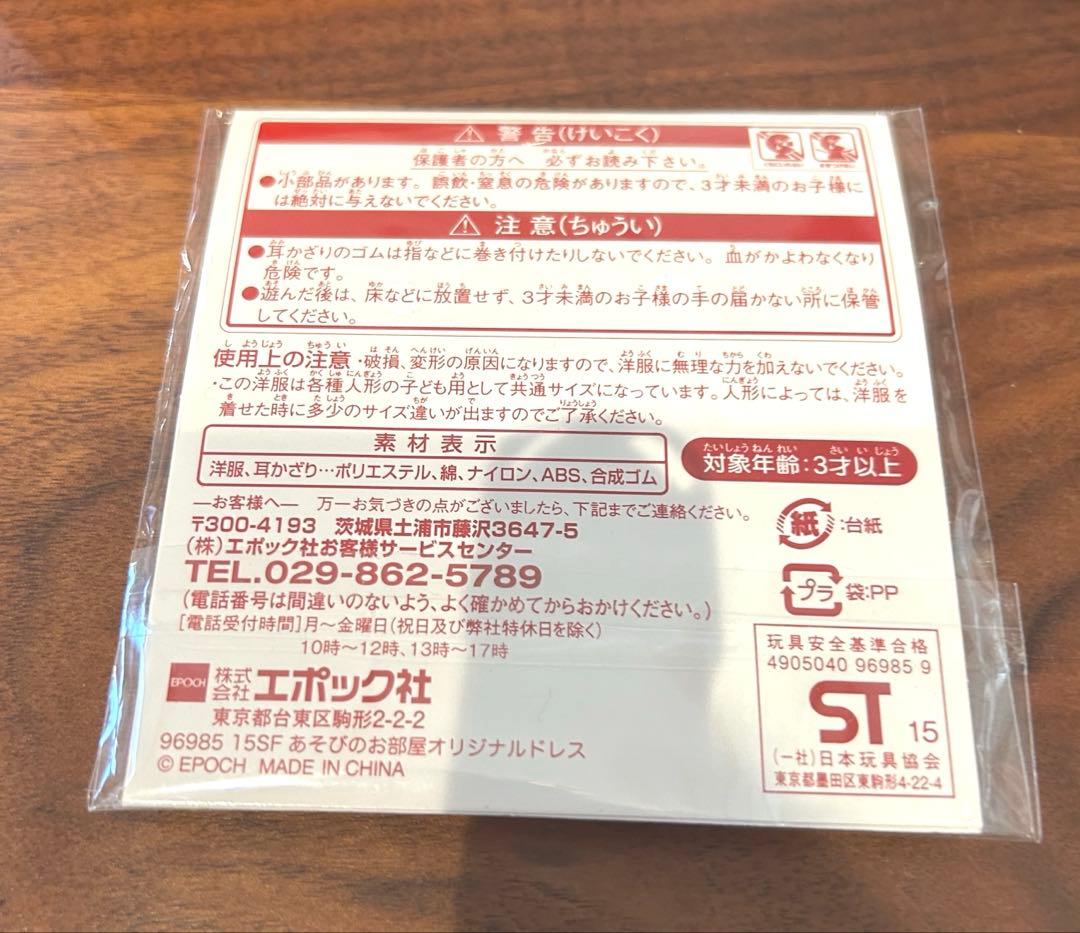 ⚠ 警告(けいこく)
保護者の方へ 必ずお読み下さい。
●小部品があります。誤飲・窒息の危険がありますので、3才未満のお子様に
は絶対に与えないでください。
⚠ 注意(ちゅうい)
●耳かざりのゴムは指などに巻き付けたりしないでください。血がかよわなくなり
危険です。
●遊んだ後は、床などに放置せず、3才未満のお子様の手の届かない所に保管
してください。
使用上の注意 ・破損、変形の原因になりますので、洋服に無理な力を加えないでください。
・この洋服は各種人形の子ども用として共通サイズになっています。人形によっては、洋服を
着せた時に多少のサイズ違いが出ますのでご了承ください。
素材表示
洋服、耳かざり…ポリエステル、綿、ナイロン、ABS、合成ゴム
たいしょうねんれい さいいじょう
対象年齢:3才以上
―お客様へ― 万一お気づきの点がございましたら、下記までご連絡ください。
〒300-4193 茨城県土浦市藤沢3647-5
(株)エポック社お客様サービスセンター
TEL.029-862-5789
(電話番号は間違いのないよう、よく確かめてからおかけください。)
[電話受付時間]月〜金曜日(祝日及び弊社特休日を除く)
10時〜12時、13時〜17時
紙:台紙
プラ 袋:PP
EPOCH 株式会社エポック社
東京都台東区駒形2-2-2
96985 15SF あそびのお部屋オリジナルドレス
© EPOCH MADE IN CHINA
玩具安全基準合格
4905040 96985 9
ST 15
(一社)日本玩具協会
東京都墨田区東駒形4-22-4